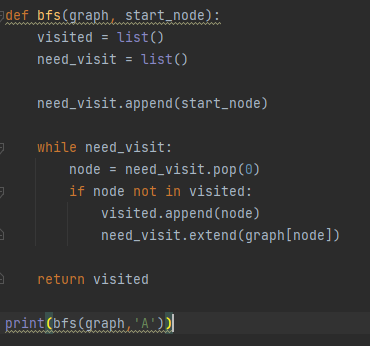 def bfs(graph, start_node):
    visited = list()
    need_visit = list()

    need_visit.append(start_node)

    while need_visit:
        node = need_visit.pop(0)
        if node not in visited:
            visited.append(node)
            need_visit.extend(graph[node])

    return visited

print(bfs(graph,'A'))